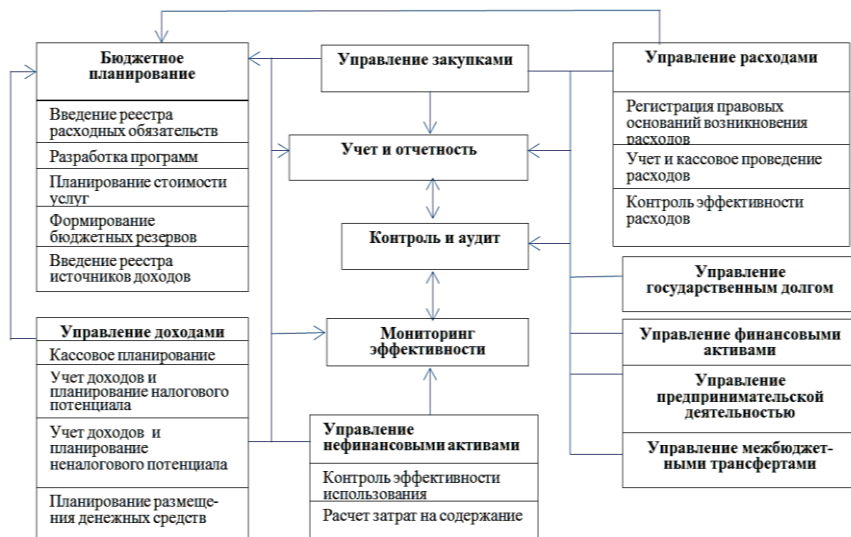 Бюджетное
планирование
Введение реестра
расходных обязательств
Разработка программ
Планирование стоимости
услуг
Формирование
бюджетных резервов
Введение реестра
источников доходов
Управление доходами
Кассовое планирование
Учет доходов и
планирование налогового
потенциала
Учет доходов и
планирование
неналогового потенциала
Планирование размеще-
ния денежных средств
Управление закупками
Учет и отчетность
Контроль и аудит
Мониторинг
эффективности
Управление
нефинансовыми активами
Контроль эффективности
использования
Расчет затрат на содержание
Управление расходами
Регистрация правовых
оснований возникновения
расходов
Учет и кассовое проведение
расходов
Контроль эффективности
расходов
Управление
государственным долгом
Управление финансовыми
активами
Управление
предпринимательской
деятельностью
Управление межбюджет-
ными трансфертами